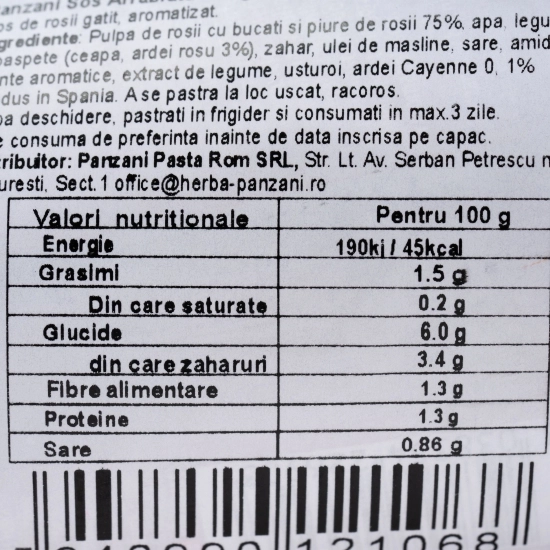 Panzani Sos Arrabiata
os de rosii gatit, aromatizat.
grediente: Pulpa de rosii cu bucati si piure de rosii 75%, apa, legu
oaspete (ceapa, ardei rosu 3%), zahar, ulei de masline, sare, amid
nte aromatice, extract de legume, usturoi, ardei Cayenne 0, 1%
dus in Spania. A se pastra la loc uscat, racoros.
pa deschidere, pastrati in frigider si consumati in max.3 zile.
e consuma de preferinta inainte de data inscrisa pe capac.
tribuitor: Panzani Pasta Rom SRL, Str. Lt. Av. Serban Petrescu n
uresti, Sect. 1 office@herba-panzani.ro
Valori nutritionale Pentru 100 g
Energie 190kj / 45kcal
Grasimi 1.5 g
Din care saturate 0.2 g
Glucide 6.0 g
din care zaharuri 3.4 g
Fibre alimentare 1.3 g
Proteine 1.3 g
Sare 0.86 g
121068